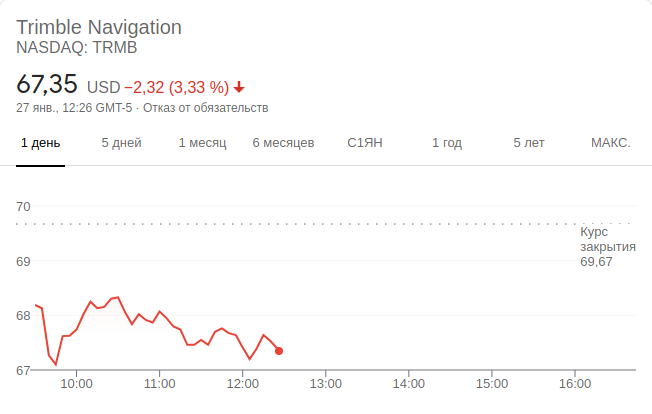 Trimble Navigation
NASDAQ: TRMB
67,35 USD −2,32 (3,33 %)
27 янв., 12:26 GMT-5 · Отказ от обязательств
1 день 5 дней 1 месяц 6 месяцев С1ЯН 1 год 5 лет МАКС.
70
Курс
закрытия
69 69,67
68
67
10:00 11:00 12:00 13:00 14:00 15:00 16:00